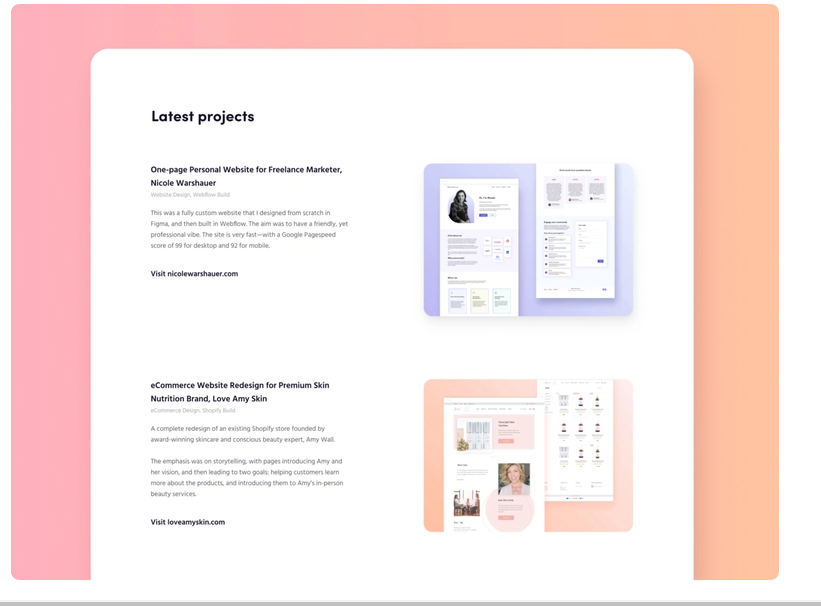 Latest projects
One-page Personal Website for Freelance Marketer,
Nicole Warshauer
Website Design, Webflow Build
This was a fully custom website that I designed from scratch in
Figma, and then built in Webflow. The aim was to have a friendly, yet
professional vibe. The site is very fast—with a Google Pagespeed
score of 99 for desktop and 92 for mobile.
Visit nicolewarshauer.com
eCommerce Website Redesign for Premium Skin
Nutrition Brand, Love Amy Skin
eCommerce Design, Shopify Build
A complete redesign of an existing Shopify store founded by
award-winning skincare and conscious beauty expert, Amy Wall.
The emphasis was on storytelling, with pages introducing Amy and
her vision, and then leading to two goals: helping customers learn
more about the products, and introducing them to Amy's in-person
beauty services.
Visit loveamyskin.com